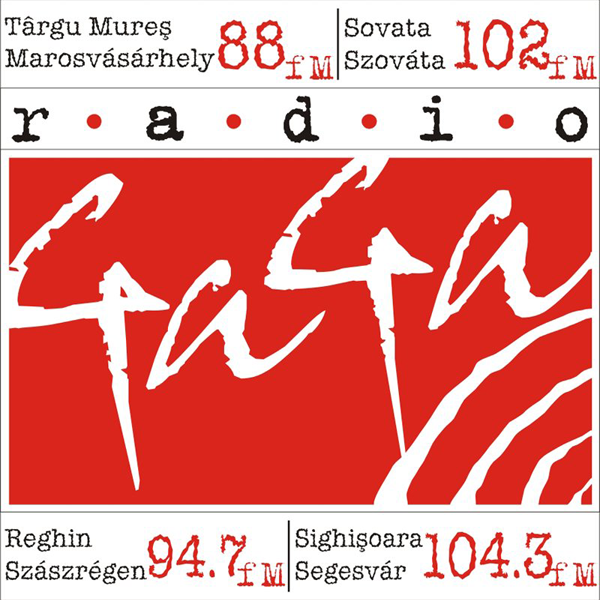 Târgu Mureş
Marosvásárhely 88fM
Sovata
Szováta 102fM
r·a·d·i·o
GaGa
Reghin
Szászrégen 94.7fM
Sighişoara
Segesvár 104.3fM